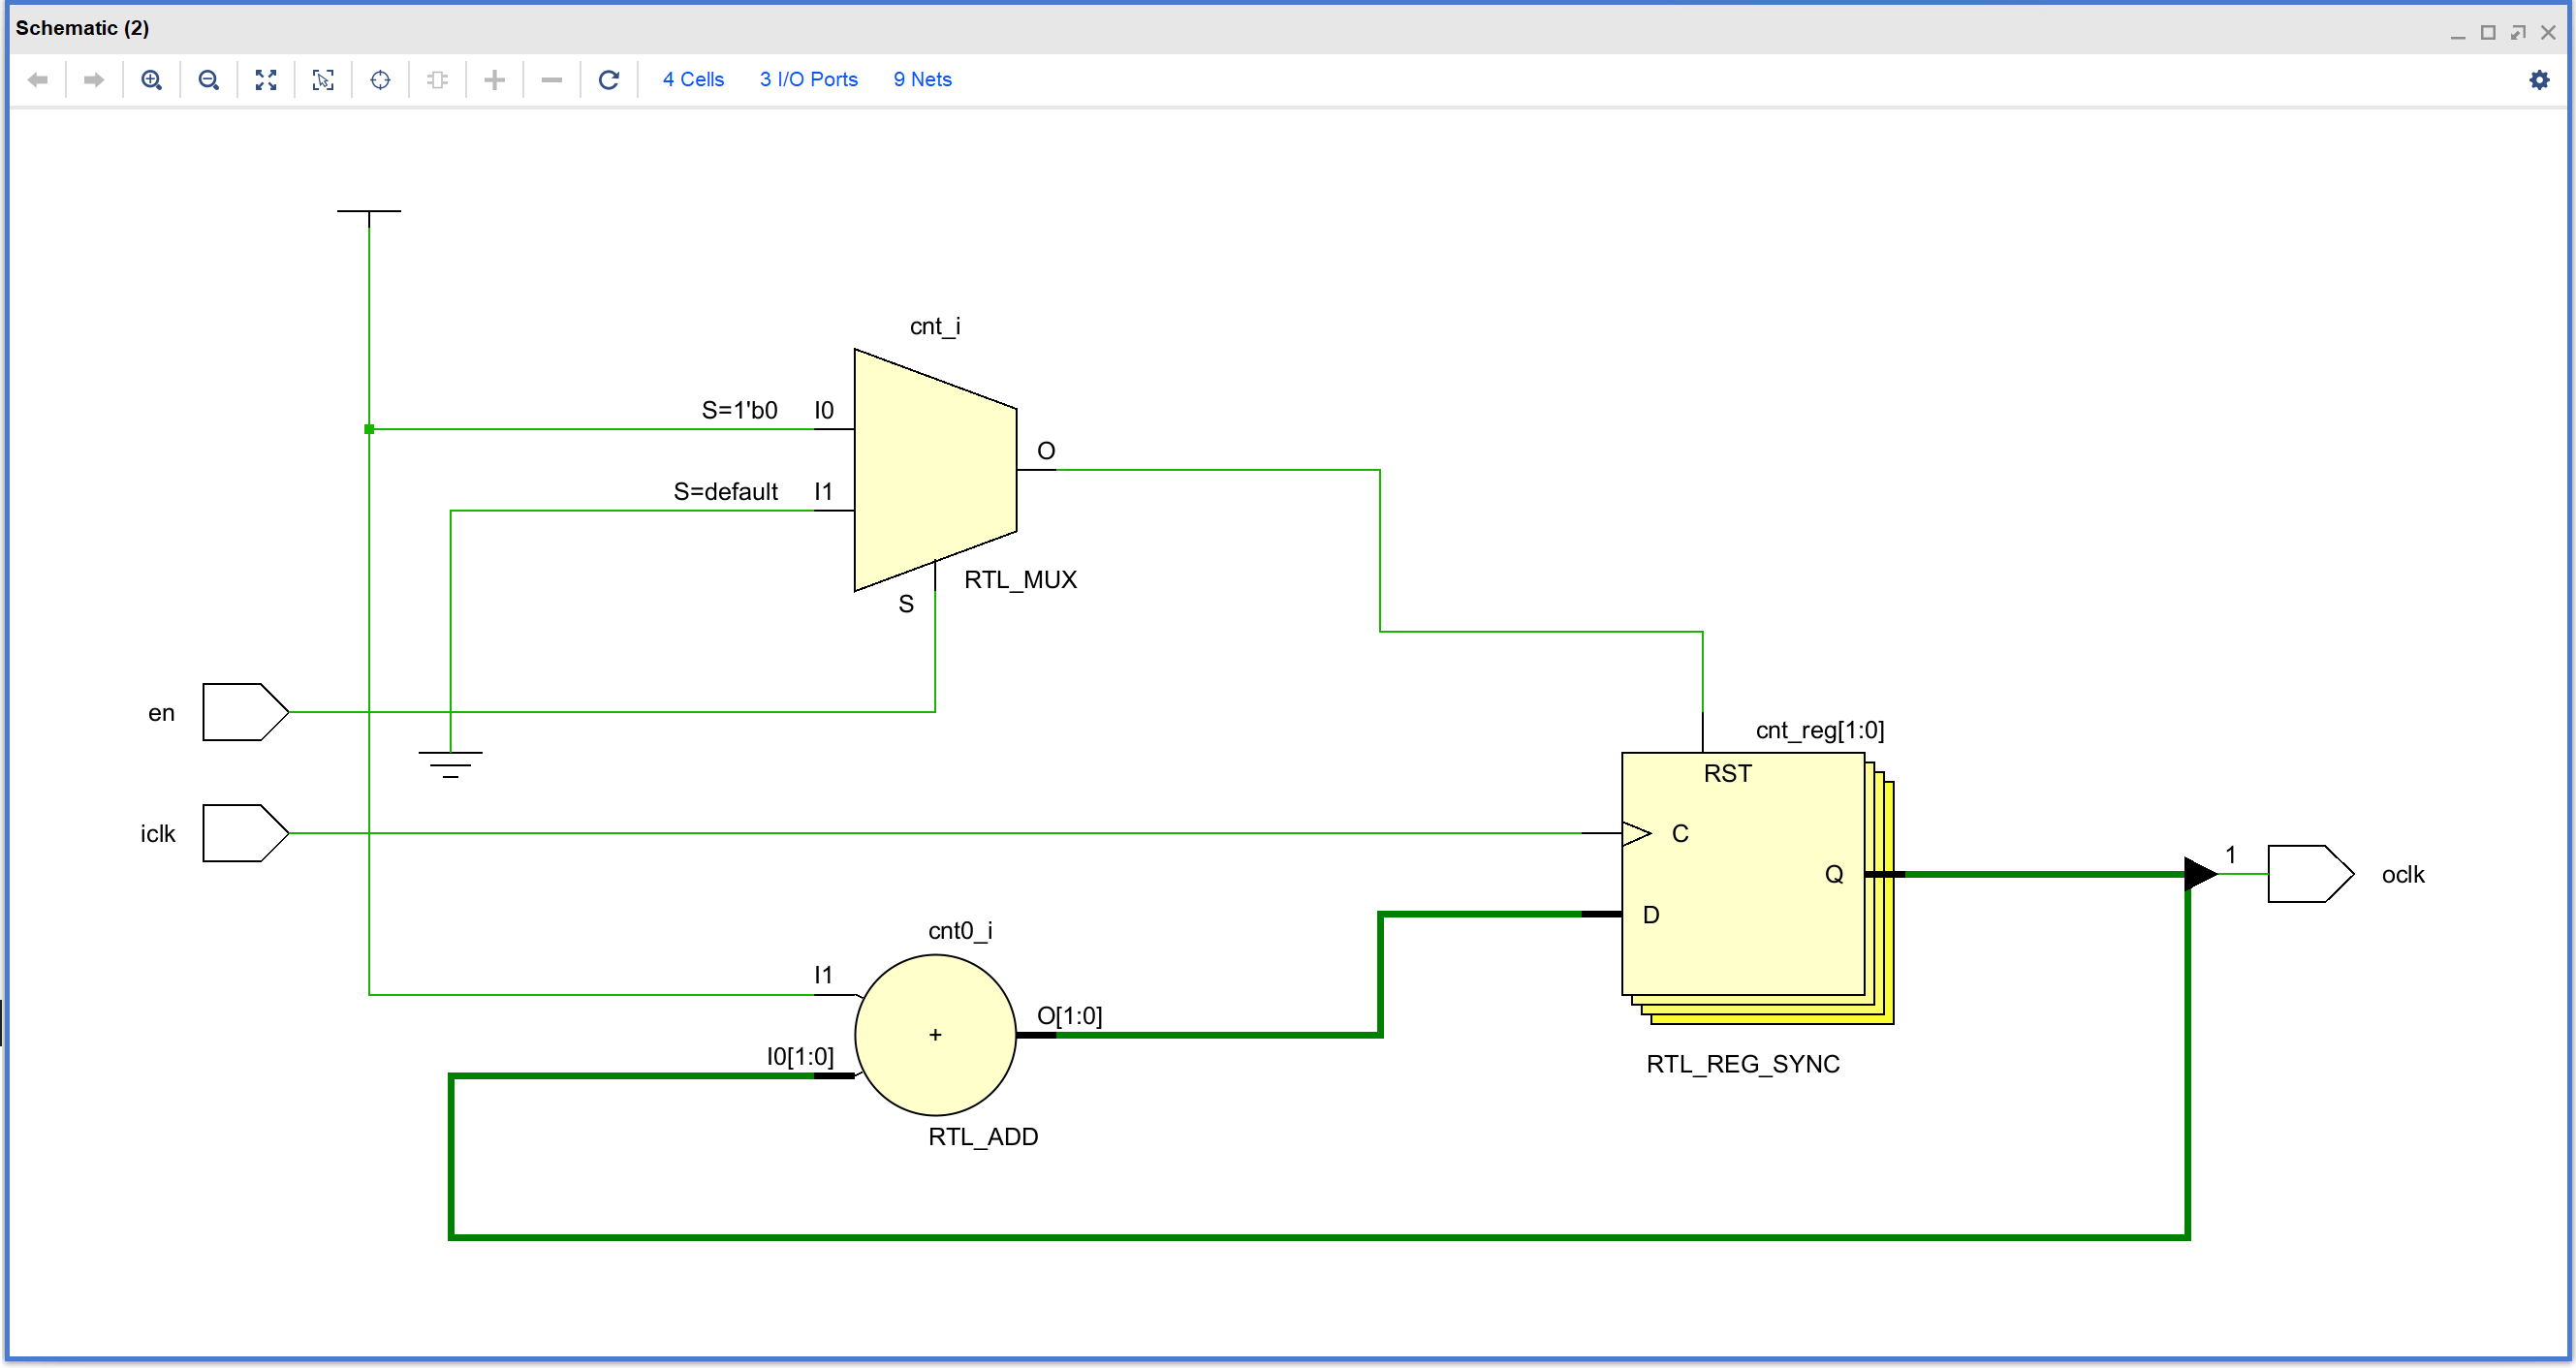 Schematic (2)
4 Cells 3 I/O Ports 9 Nets
cnt_i
S=1'b0 I0
O
S=default I1
RTL_MUX
S
en
cnt_reg[1:0]
RST
iclk
C
1
Q
oclk
D
cnt0_i
I1
O[1:0]
+
I0[1:0]
RTL_REG_SYNC
RTL_ADD